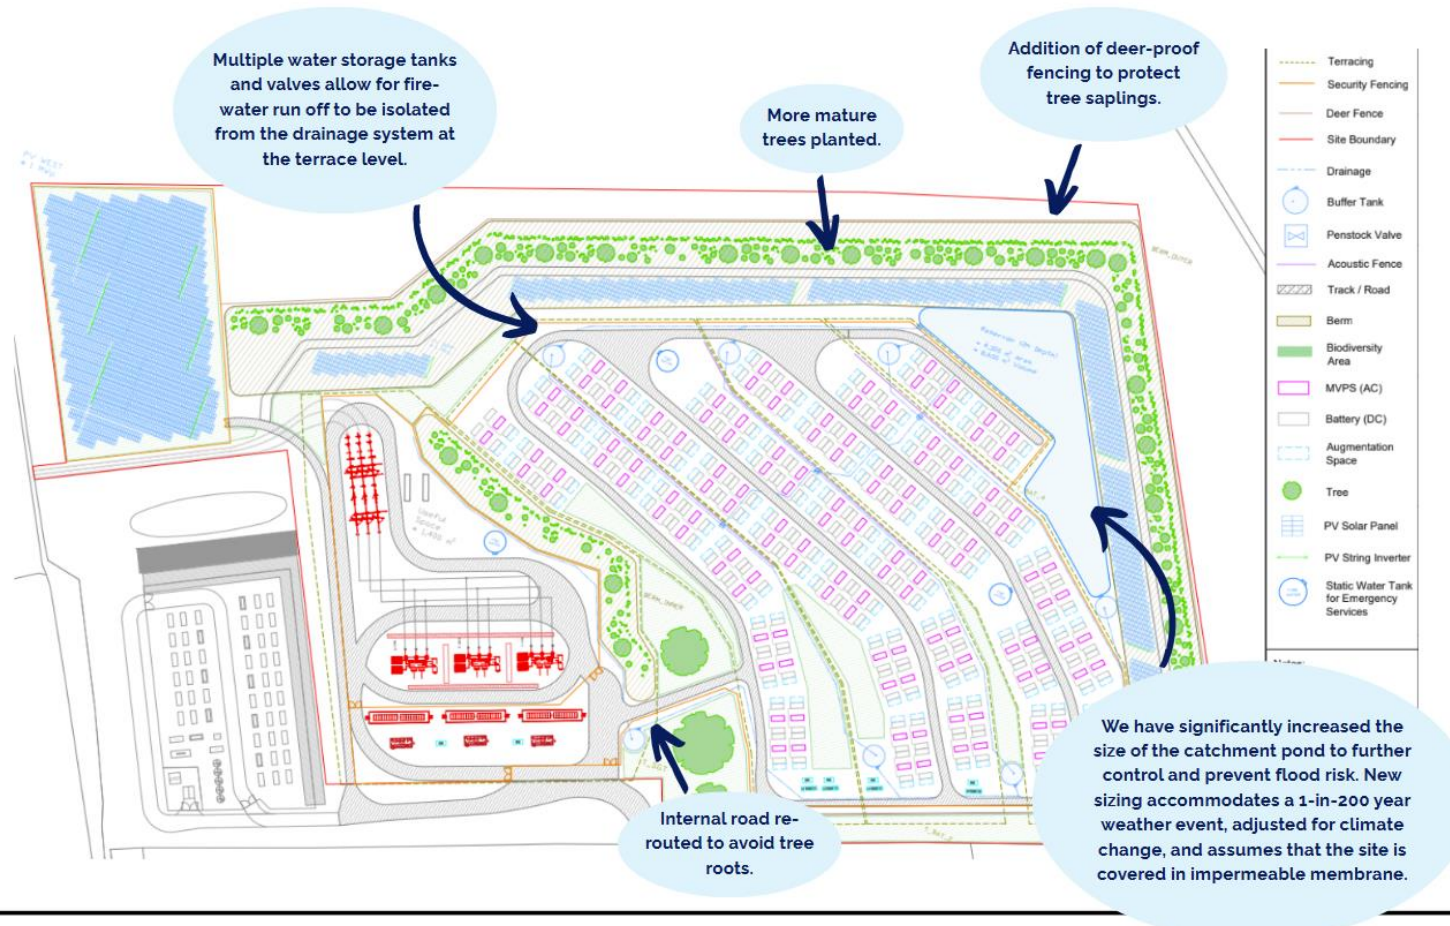 Multiple water storage tanks
and valves allow for fire-
water run off to be isolated
from the drainage system at
the terrace level.
More mature
trees planted.
Addition of deer-proof
fencing to protect
tree saplings.
Terracing
Security Fencing
Deer Fence
Site Boundary
Drainage
Buffer Tank
Penstock Valve
Acoustic Fence
Track / Road
Berm
Biodiversity
Area
MVPS (AC)
Battery (DC)
Augmentation
Space
Tree
PV Solar Panel
PV String Inverter
Static Water Tank
for Emergency
Services
PV WEST
BERM_OUTER
Useful
Space
BERM_INNER
Internal road re-
routed to avoid tree
roots.
We have significantly increased the
size of the catchment pond to further
control and prevent flood risk. New
sizing accommodates a 1-in-200 year
weather event, adjusted for climate
change, and assumes that the site is
covered in impermeable membrane.